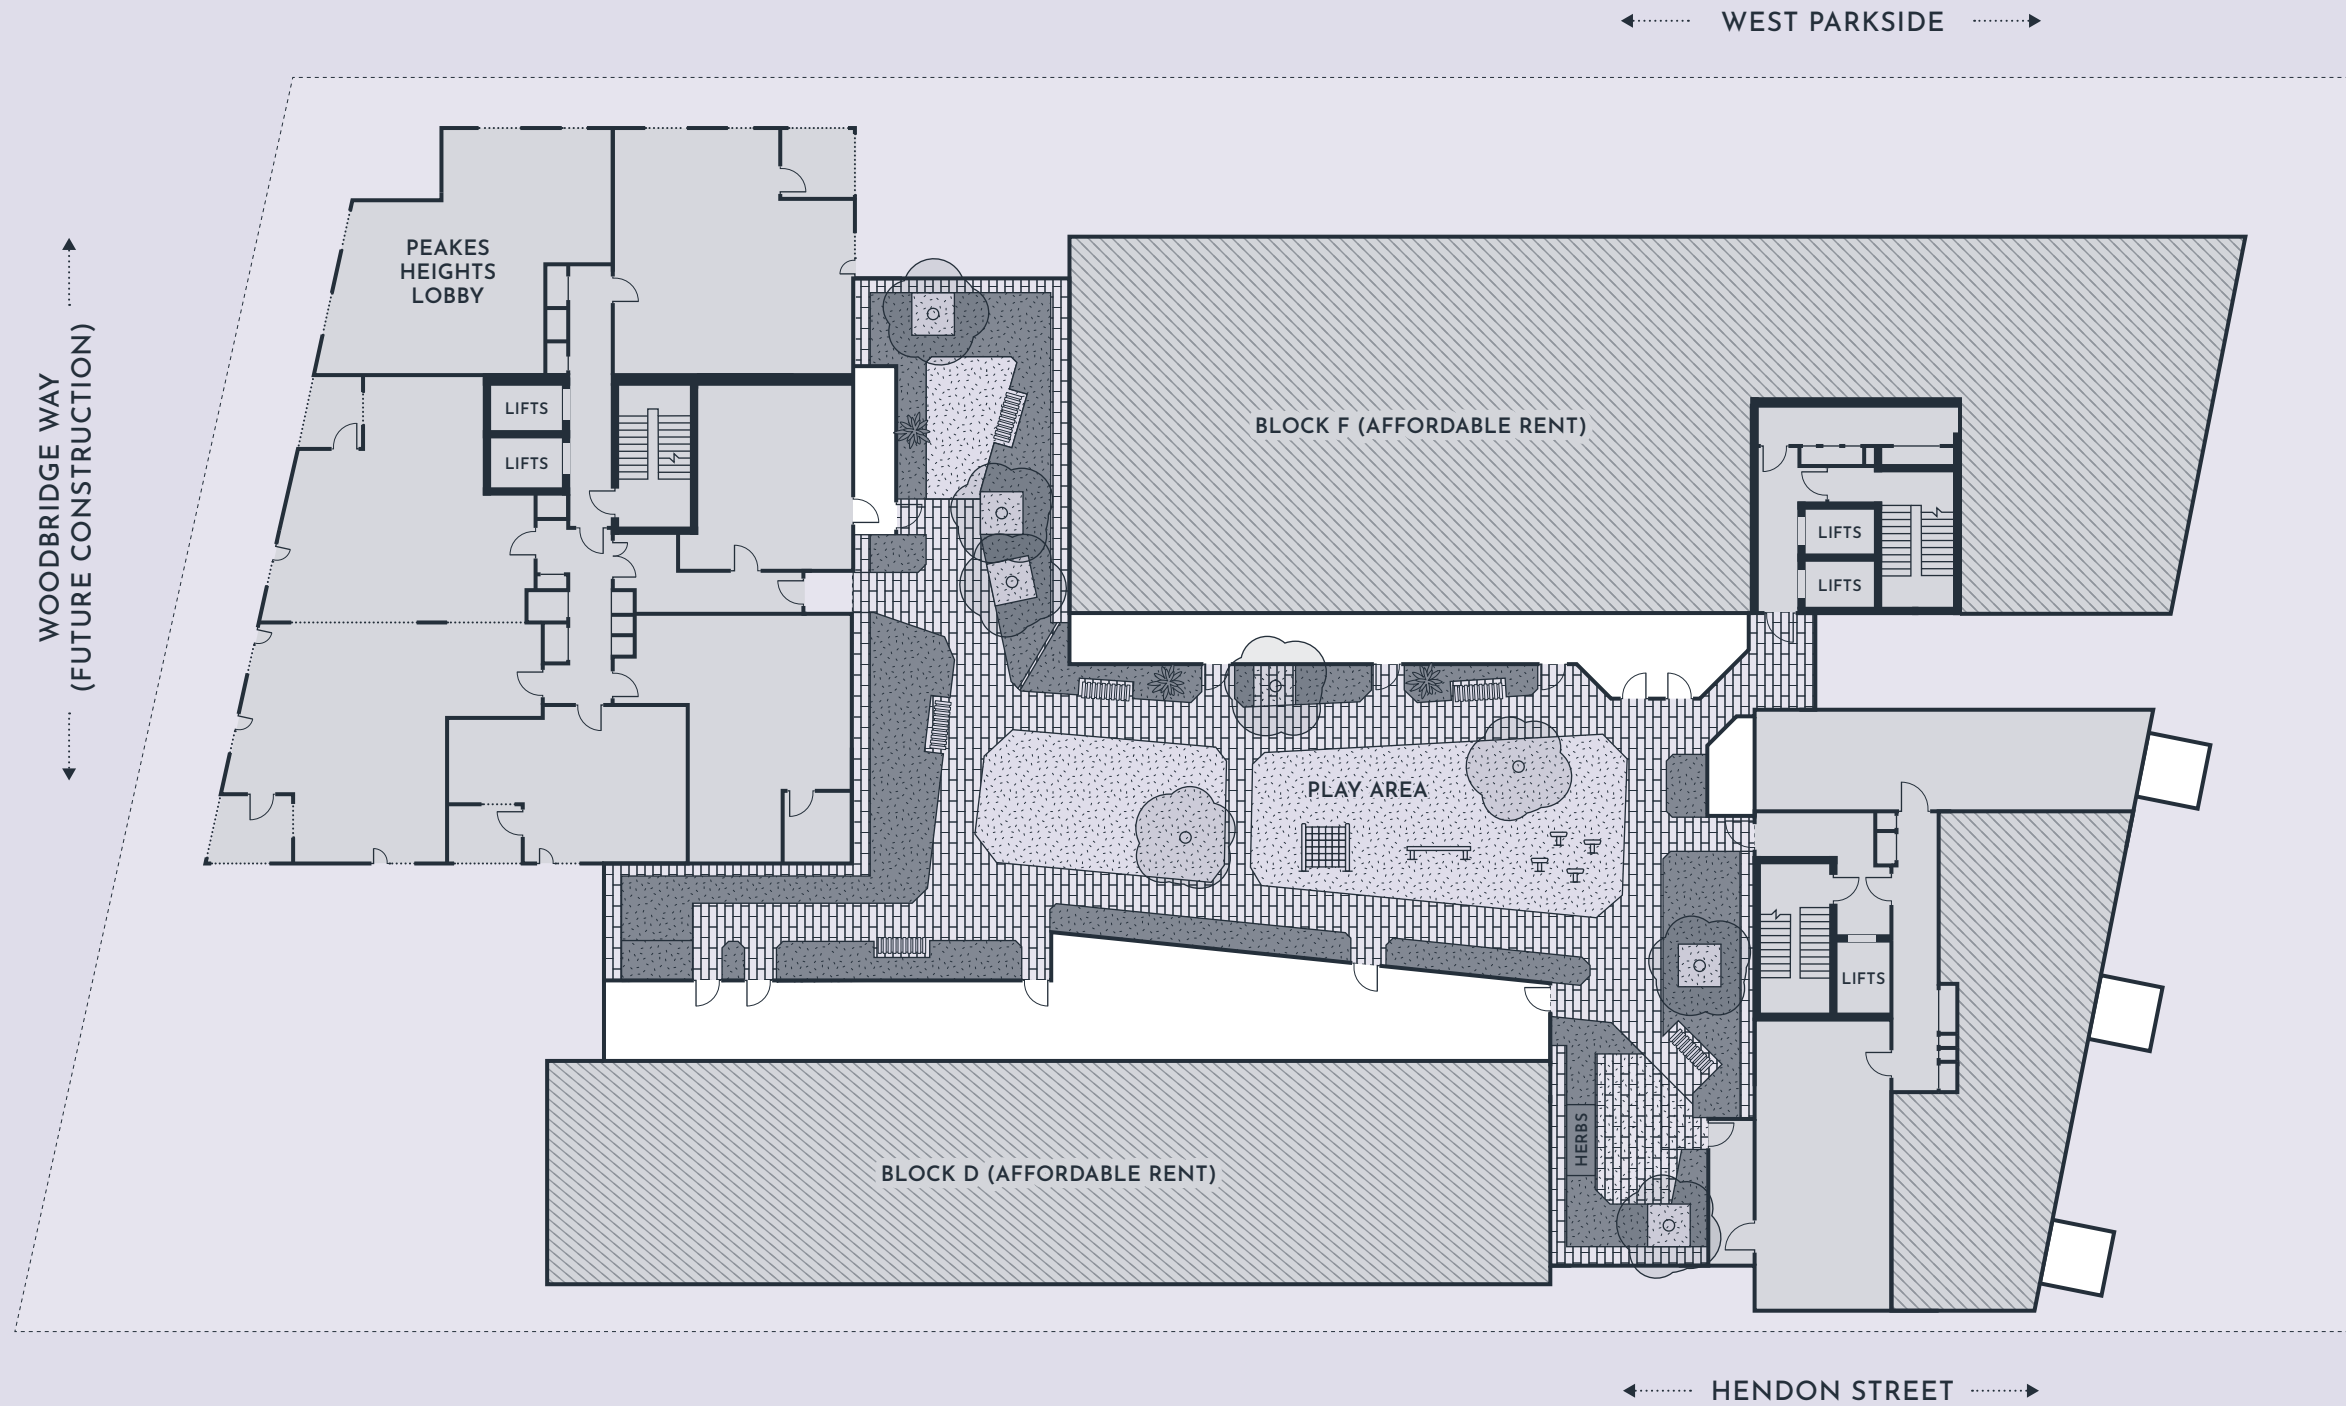 WEST PARKSIDE
PEAKES
HEIGHTS
LOBBY
WOODBRIDGE WAY
(FUTURE CONSTRUCTION)
LIFTS
LIFTS
BLOCK F (AFFORDABLE RENT)
LIFTS
LIFTS
PLAY AREA
LIFTS
HERBS
BLOCK D (AFFORDABLE RENT)
HENDON STREET